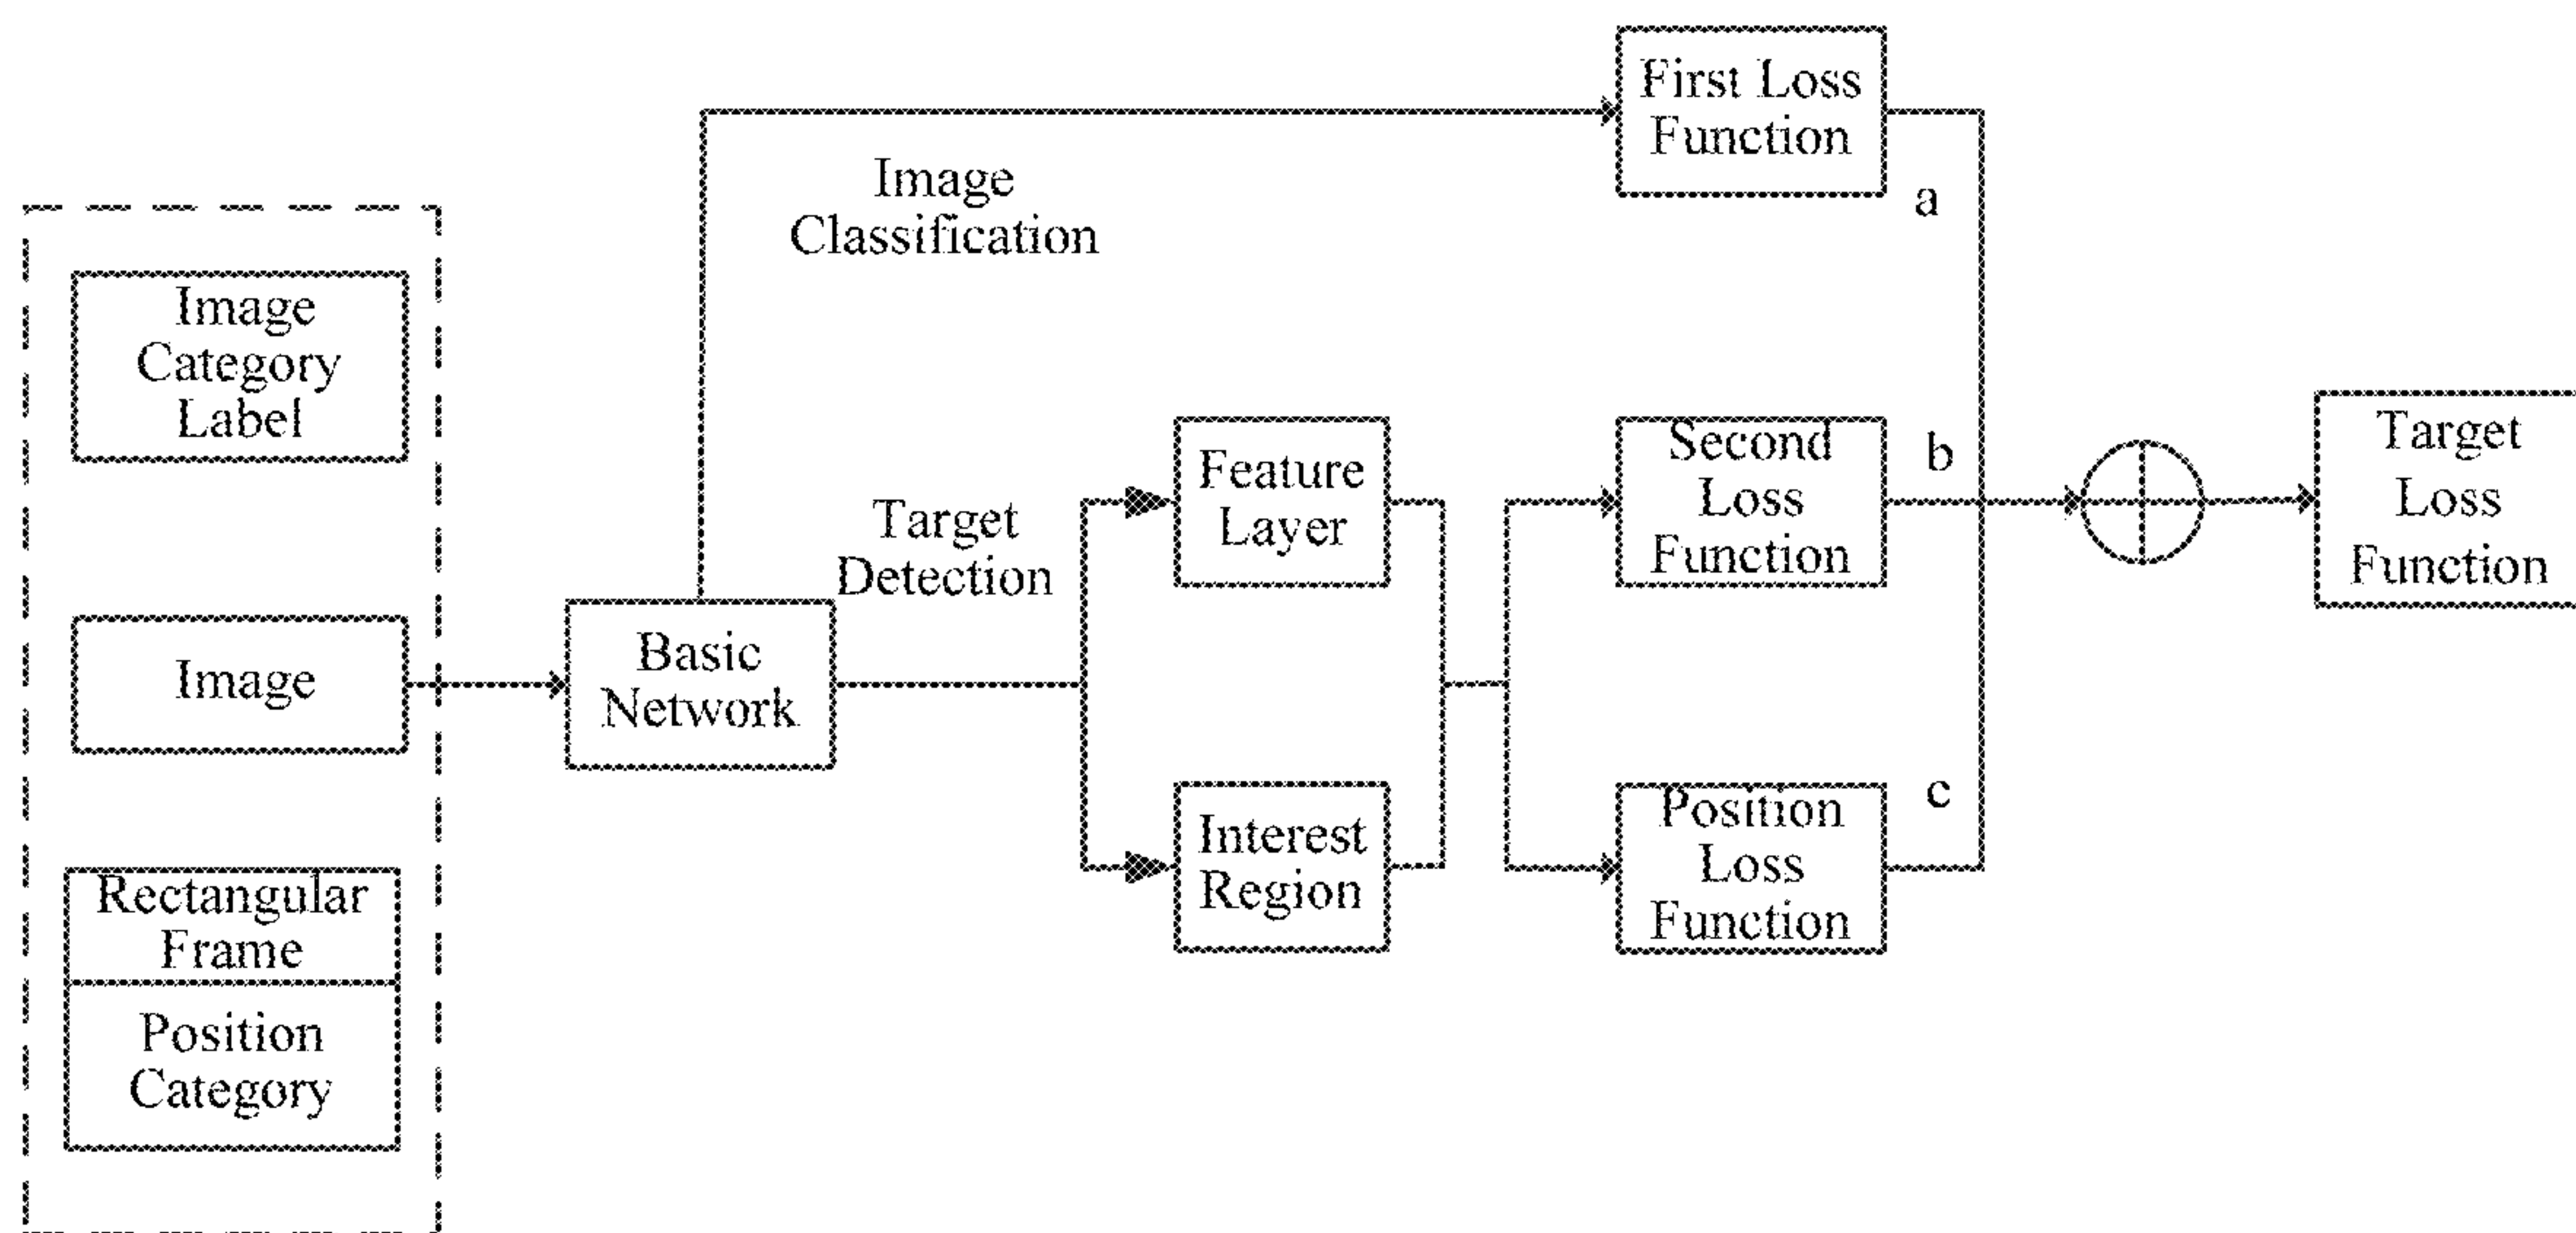 Image
Category
Label
Image
Rectangular
Frame
Position
Category
Basic
Network
Image
Classification
Target
Detection
Feature
Layer
Interest
Region
First Loss
Function
Second
Loss
Function
Position
Loss
Function
a
b
c
Target
Loss
Function